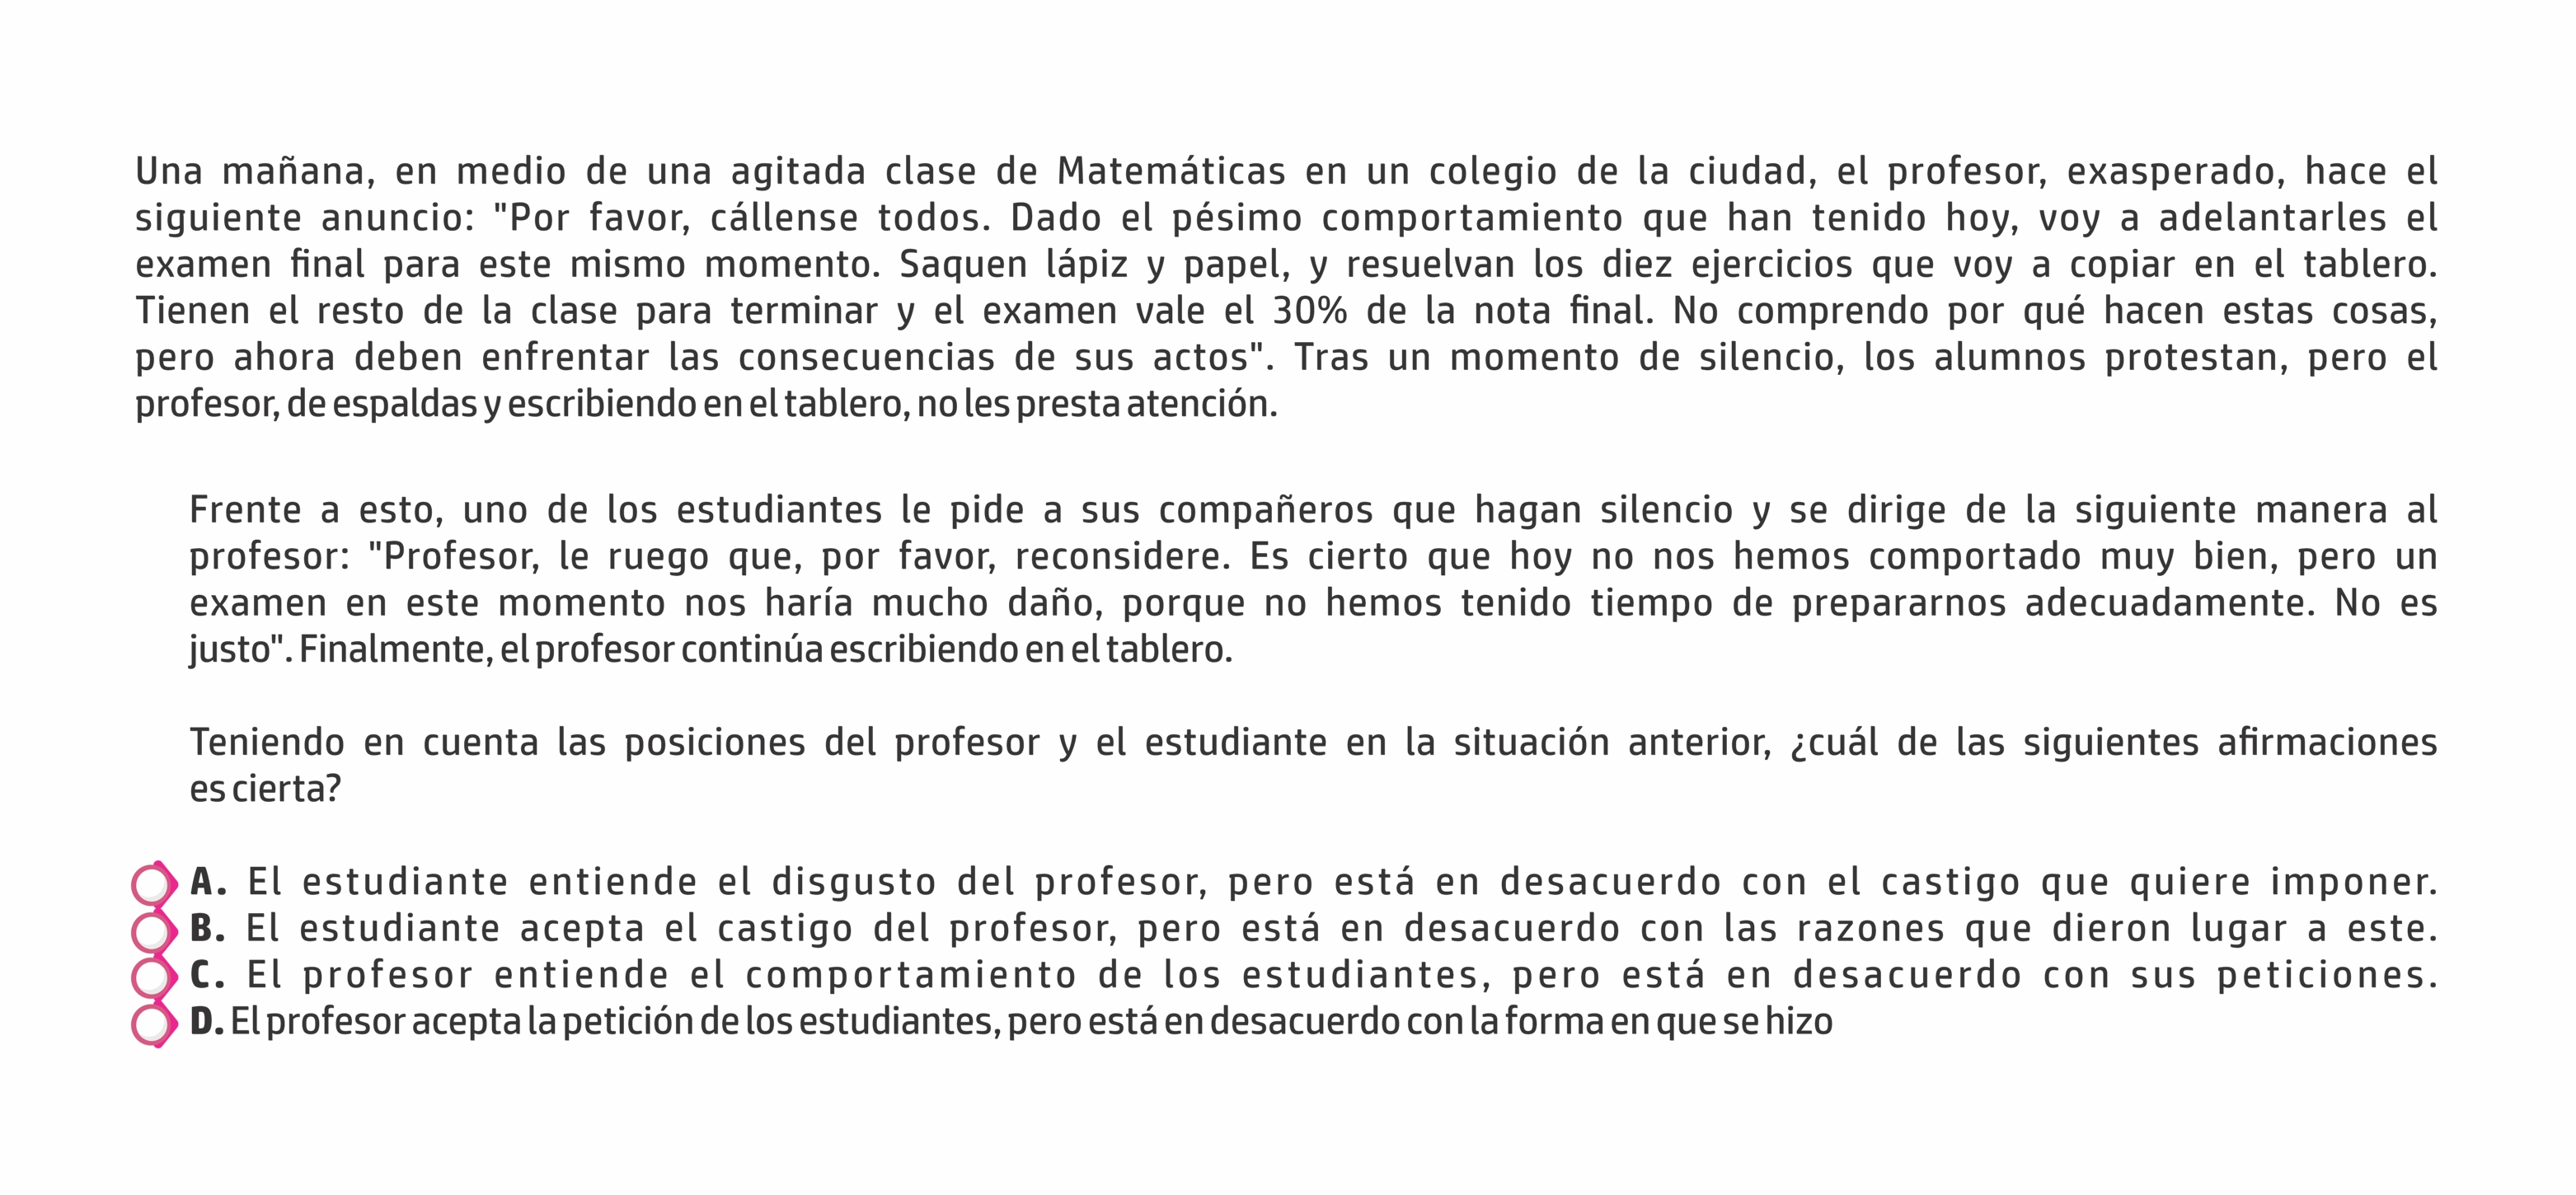 Una mañana, en medio de una agitada clase de Matemáticas en un colegio de la ciudad, el profesor, exasperado, hace el
siguiente anuncio: "Por favor, cállense todos. Dado el pésimo comportamiento que han tenido hoy, voy a adelantarles el
examen final para este mismo momento. Saquen lápiz y papel, y resuelvan los diez ejercicios que voy a copiar en el tablero.
Tienen el resto de la clase para terminar y el examen vale el 30% de la nota final. No comprendo por qué hacen estas cosas,
pero ahora deben enfrentar las consecuencias de sus actos". Tras un momento de silencio, los alumnos protestan, pero el
profesor, de espaldas y escribiendo en el tablero, no les presta atención.
Frente a esto, uno de los estudiantes le pide a sus compañeros que hagan silencio y se dirige de la siguiente manera al
profesor: "Profesor, le ruego que, por favor, reconsidere. Es cierto que hoy no nos hemos comportado muy bien, pero un
examen en este momento nos haría mucho daño, porque no hemos tenido tiempo de prepararnos adecuadamente. No es
justo". Finalmente, el profesor continúa escribiendo en el tablero.
Teniendo en cuenta las posiciones del profesor y el estudiante en la situación anterior, ¿cuál de las siguientes afirmaciones
es cierta?
A. El estudiante entiende el disgusto del profesor, pero está en desacuerdo con el castigo que quiere imponer.
B. El estudiante acepta el castigo del profesor, pero está en desacuerdo con las razones que dieron lugar a este.
C. El profesor entiende el comportamiento de los estudiantes, pero está en desacuerdo con sus peticiones.
D. El profesor acepta la petición de los estudiantes, pero está en desacuerdo con la forma en que se hizo